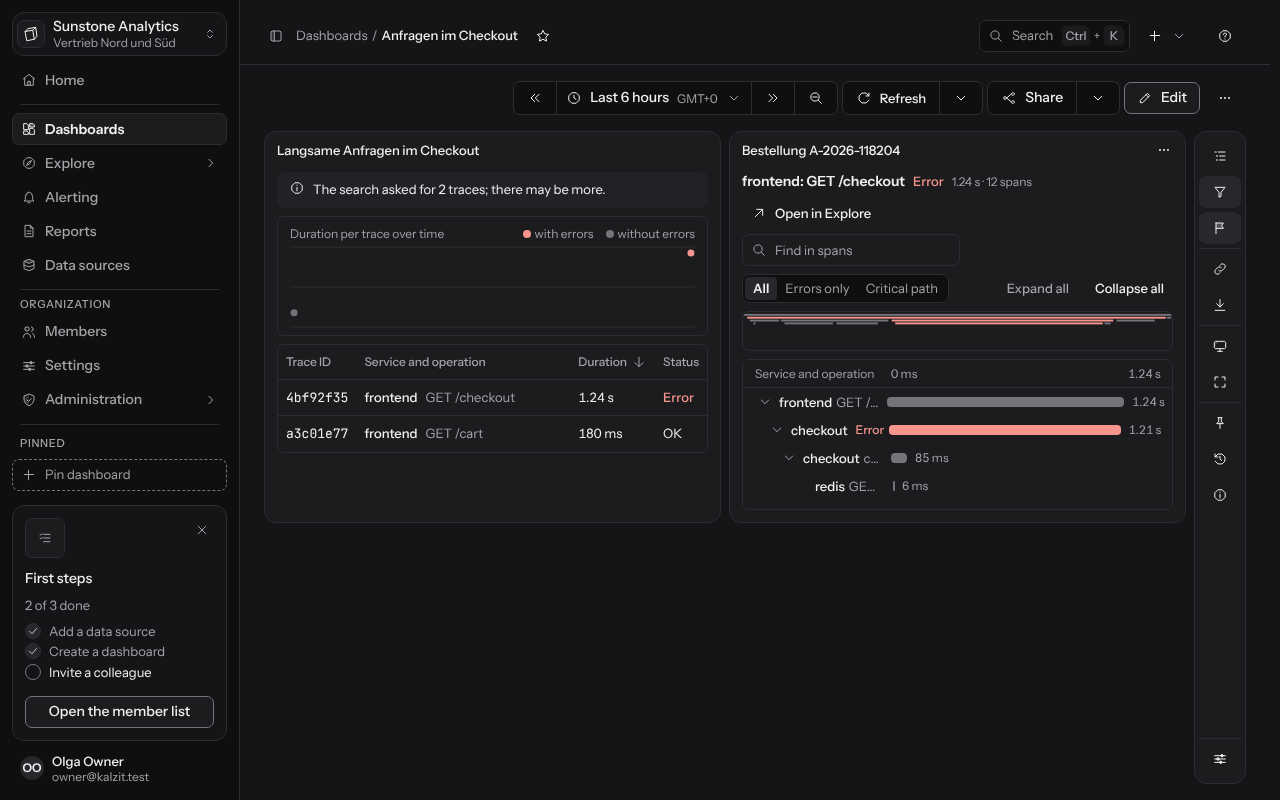 Sunstone Analytics
Vertrieb Nord und Süd
Home
Dashboards
Explore
Alerting
Reports
Data sources
ORGANIZATION
Members
Settings
Administration
PINNED
Pin dashboard
First steps
2 of 3 done
Add a data source
Create a dashboard
Invite a colleague
Open the member list
OO
Olga Owner
owner@kalzit.test
Dashboards / Anfragen im Checkout
Search Ctrl + K
Last 6 hours GMT+0
Refresh
Share
Edit
Langsame Anfragen im Checkout
The search asked for 2 traces; there may be more.
Duration per trace over time with errors without errors
Trace ID Service and operation Duration Status
4bf92f35 frontend GET /checkout 1.24 s Error
a3c01e77 frontend GET /cart 180 ms OK
Bestellung A-2026-118204
frontend: GET /checkout Error 1.24 s · 12 spans
Open in Explore
Find in spans
All Errors only Critical path Expand all Collapse all
Service and operation 0 ms 1.24 s
frontend GET /... 1.24 s
checkout Error 1.21 s
checkout c... 85 ms
redis GE... 6 ms